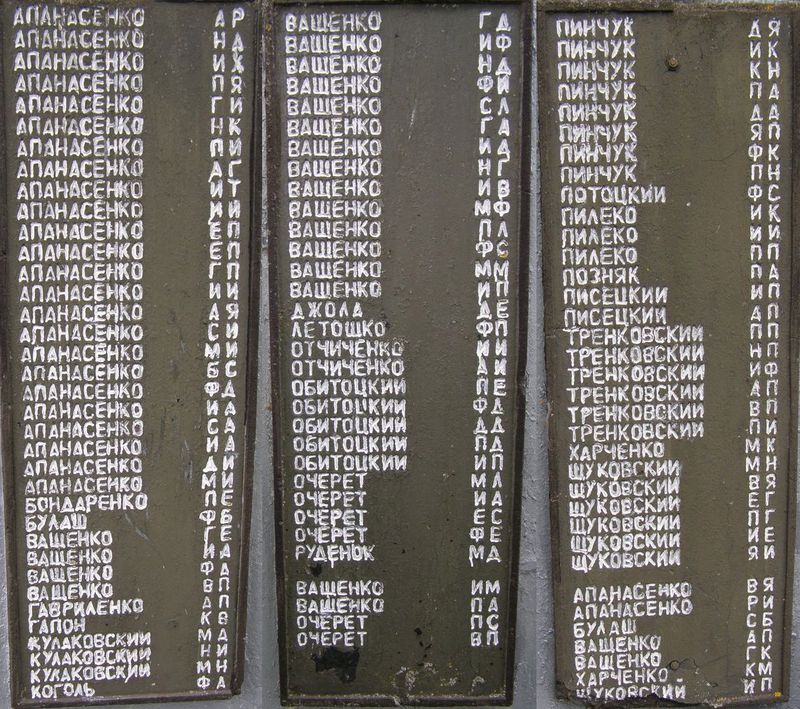 АПАНАСЕНКО А Р
АПАНАСЕНКО Н А
АПАНАСЕНКО И Х
АПАНАСЕНКО П Я
АПАНАСЕНКО Г И
АПАНАСЕНКО Н К
АПАНАСЕНКО П И
АПАНАСЕНКО А Г
АПАНАСЕНКО И Т
АПАНАСЕНКО И Й
АПАНАСЕНКО Е П
АПАНАСЕНКО Е П
АПАНАСЕНКО Г П
АПАНАСЕНКО И И
АПАНАСЕНКО А Я
АПАНАСЕНКО С И
АПАНАСЕНКО М И
АПАНАСЕНКО Б С
АПАНАСЕНКО Ф Д
АПАНАСЕНКО И А
АПАНАСЕНКО С А
АПАНАСЕНКО И А
АПАНАСЕНКО Д И
АПАНАСЕНКО М И
БОНДАРЕНКО П Е
БУЛАШ Ф Б
ВАЩЕНКО Г Е
ВАЩЕНКО И А
ВАЩЕНКО Ф А
ВАЩЕНКО В П
ГАВРИЛЕНКО А П
ГАПОН К В
КУЛАКОВСКИЙ М А
КУЛАКОВСКИЙ Н И
КУЛАКОВСКИЙ М Н
КОГОЛЬ Ф А
ВАЩЕНКО Г Д
ВАЩЕНКО И Ф
ВАЩЕНКО Н Д
ВАЩЕНКО Ф И
ВАЩЕНКО С Л
ВАЩЕНКО Г А
ВАЩЕНКО И Д
ВАЩЕНКО Н Г
ВАЩЕНКО И В
ВАЩЕНКО М Ф
ВАЩЕНКО П Л
ВАЩЕНКО Ф С
ВАЩЕНКО М М
ВАЩЕНКО И П
ДЖОЛА Д Е
ЛЕТОШКО Ф П
ОТЧИЧЕНКО И И
ОТЧИЧЕНКО А И
ОБИТОЦКИЙ П Е
ОБИТОЦКИЙ Ф Д
ОБИТОЦКИЙ Д Д
ОБИТОЦКИЙ П Д
ОБИТОЦКИЙ И П
ОЧЕРЕТ М Л
ОЧЕРЕТ И А
ОЧЕРЕТ Е С
ОЧЕРЕТ Ф Е
РУДЕНОК М Д
ВАЩЕНКО И М
ВАЩЕНКО П А
ОЧЕРЕТ П С
ОЧЕРЕТ В П
ПИНЧУК Д Я
ПИНЧУК И И
ПИНЧУК К Н
ПИНЧУК П А
ПИНЧУК Д А
ПИНЧУК Я П
ПИНЧУК Ф К
ПИНЧУК П Н
ПОТОЦКИЙ Ф С
ПИЛЕКО И К
ПИЛЕКО И И
ПИЛЕКО П П
ПОЗНЯК П А
ПИСЕЦКИЙ И П
ПИСЕЦКИЙ А П
ТРЕНКОВСКИЙ П П
ТРЕНКОВСКИЙ Н П
ТРЕНКОВСКИЙ И Ф
ТРЕНКОВСКИЙ А П
ТРЕНКОВСКИЙ В П
ТРЕНКОВСКИЙ П И
ХАРЧЕНКО М К
ЩУКОВСКИЙ М Н
ЩУКОВСКИЙ В Я
ЩУКОВСКИЙ Е Г
ЩУКОВСКИЙ П Г
ЩУКОВСКИЙ И Е
ЩУКОВСКИЙ Я И
АПАНАСЕНКО В Я
АПАНАСЕНКО Р И
БУЛАШ С Б
ВАЩЕНКО А П
ВАЩЕНКО Г К
ХАРЧЕНКО К М
ЩУКОВСКИЙ И П